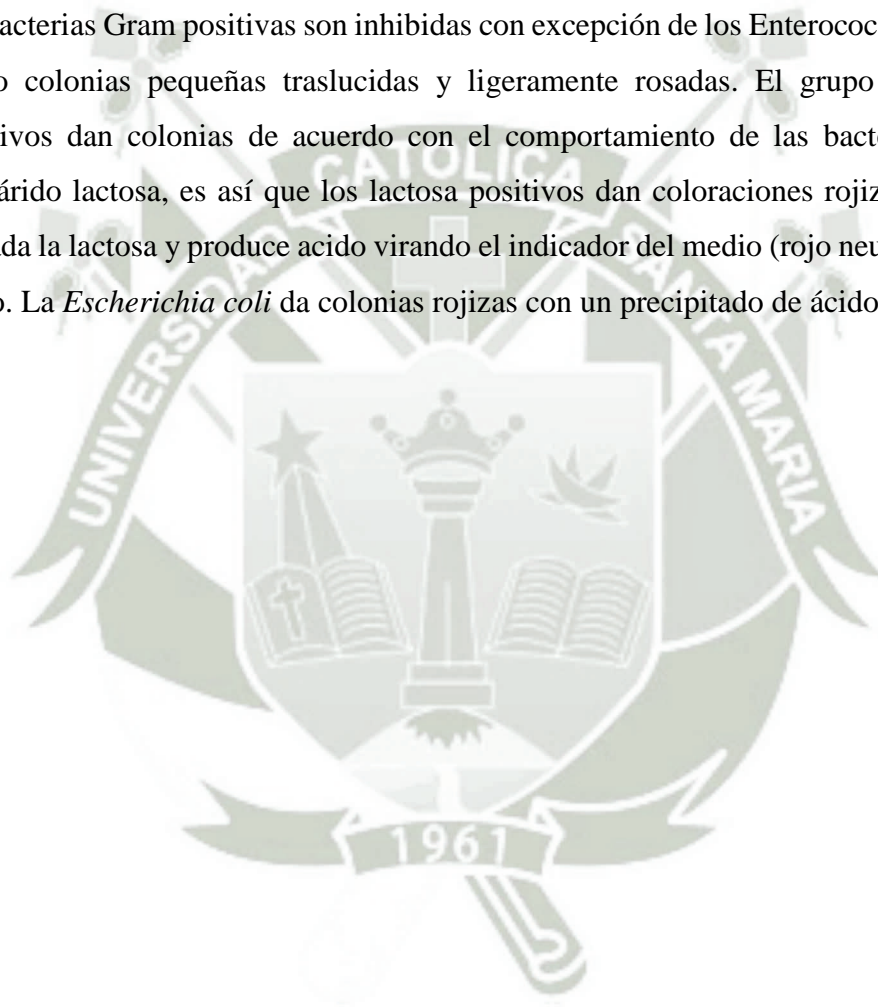 acterias Gram positivas son inhibidas con excepción de los Enterococ
o colonias pequeñas traslucidas y ligeramente rosadas. El grupo
ivos dan colonias de acuerdo con el comportamiento de las bact
árido lactosa, es así que los lactosa positivos dan coloraciones rojiz
da la lactosa y produce acido virando el indicador del medio (rojo neu
o. La Escherichia coli da colonias rojizas con un precipitado de ácido
UNIVERSIDAD CATOLICA SANTA MARIA
1961